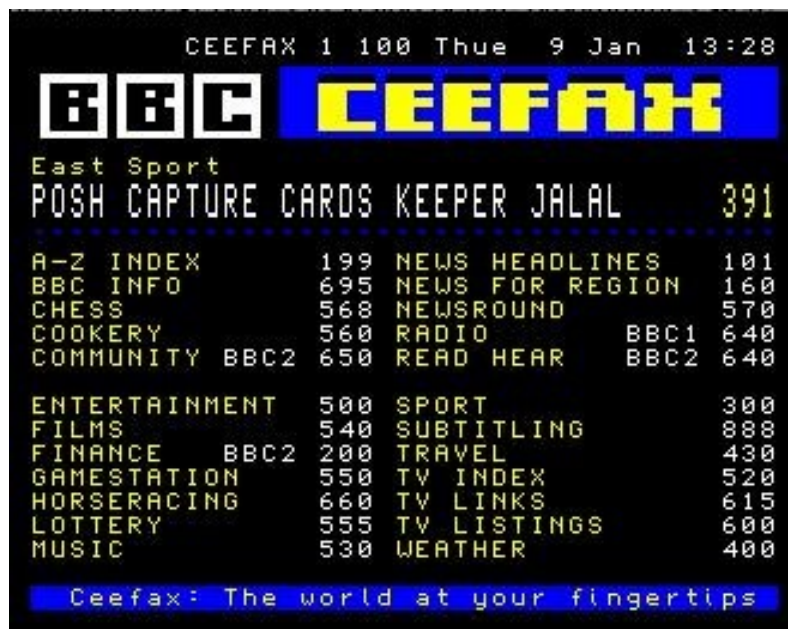 CEEFAX 1 100 Thue 9 Jan 13:28
BBC CEEFAX
East Sport
POSH CAPTURE CARDS KEEPER JALAL 391
A-Z INDEX 199 NEWS HEADLINES 101
BBC INFO 695 NEWS FOR REGION 160
CHESS 568 NEWSROUND 570
COOKERY 560 RADIO BBC1 640
COMMUNITY BBC2 650 READ HEAR BBC2 640
ENTERTAINMENT 500 SPORT 300
FILMS 540 SUBTITLING 888
FINANCE BBC2 200 TRAVEL 430
GAMESTATION 550 TV INDEX 520
HORSERACING 660 TV LINKS 615
LOTTERY 555 TV LISTINGS 600
MUSIC 530 WEATHER 400
Ceefax: The world at your fingertips